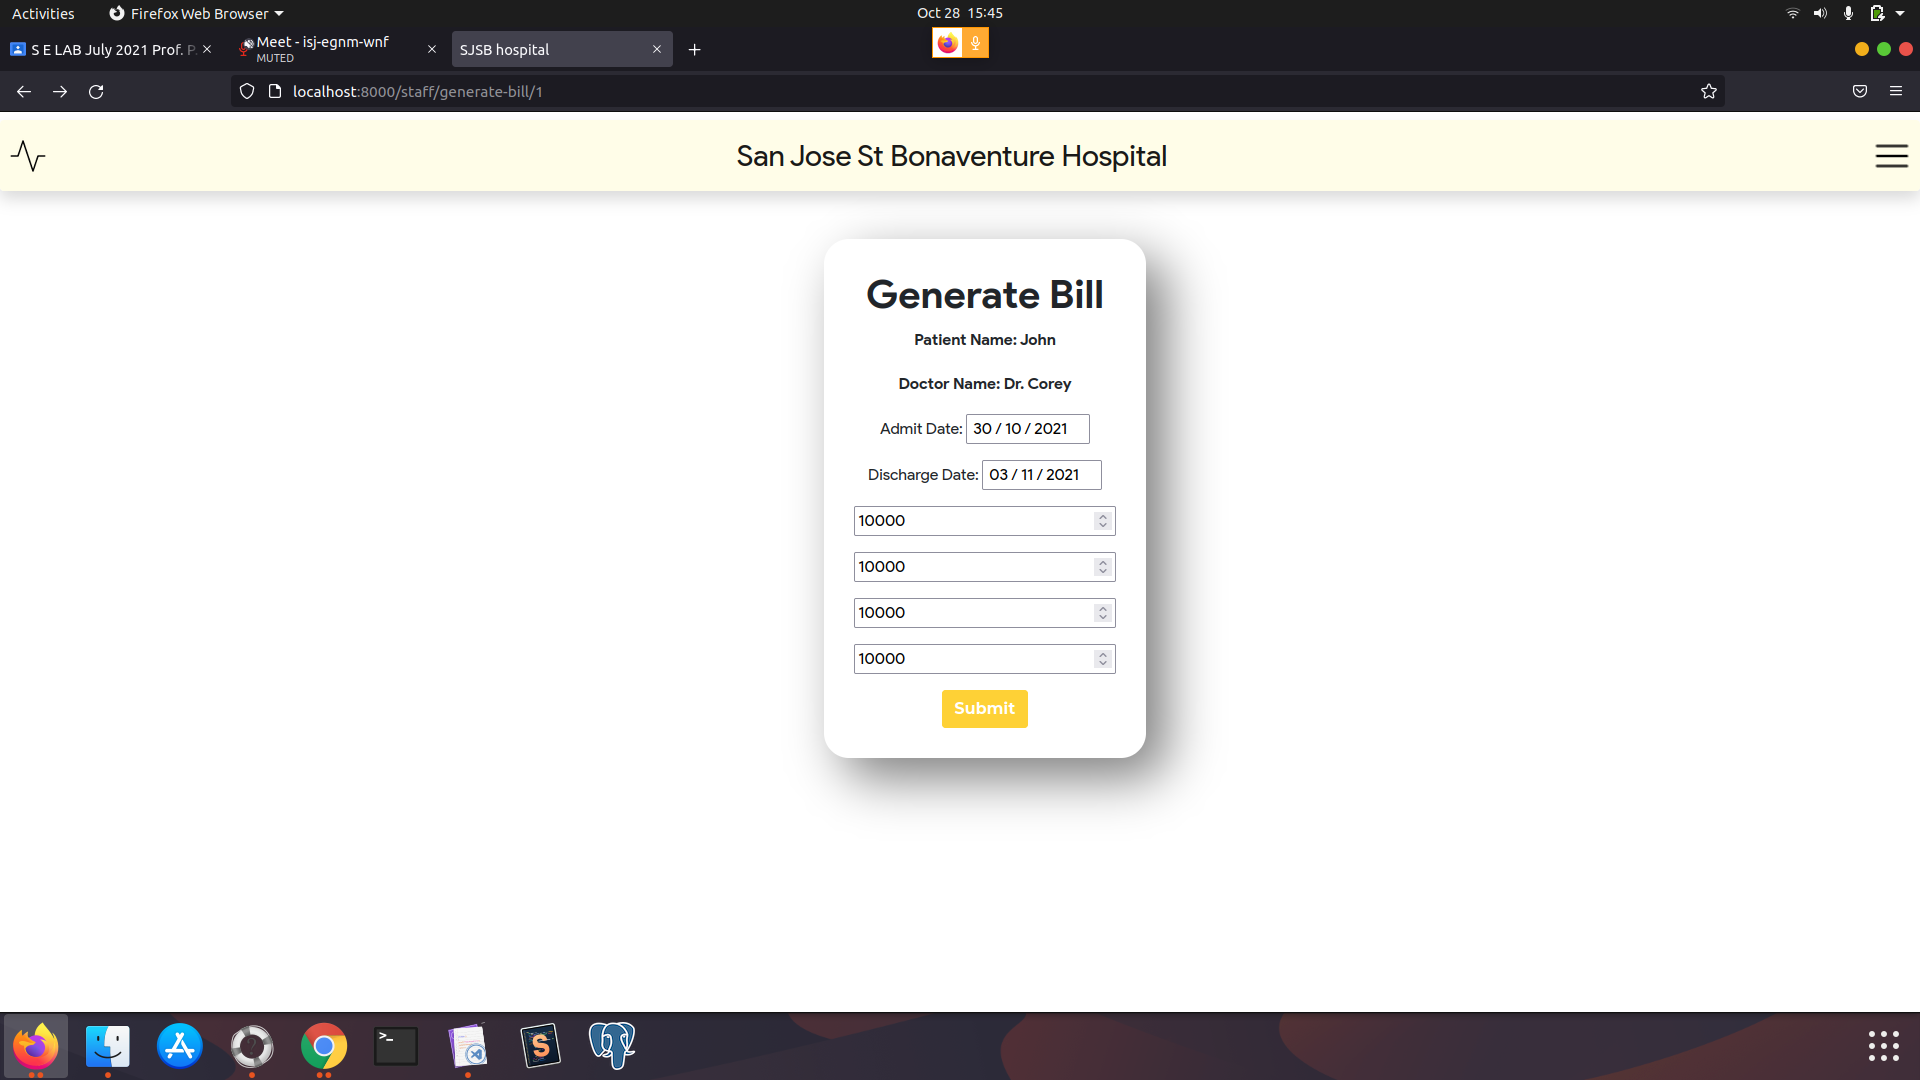 Activities Firefox Web Browser Oct 28 15:45
S E LAB July 2021 Prof. P. Meet - isj-egnm-wnf SJSB hospital
MUTED
localhost:8000/staff/generate-bill/1
San Jose St Bonaventure Hospital
Generate Bill
Patient Name: John
Doctor Name: Dr. Corey
Admit Date: 30 / 10 / 2021
Discharge Date: 03 / 11 / 2021
10000
10000
10000
10000
Submit